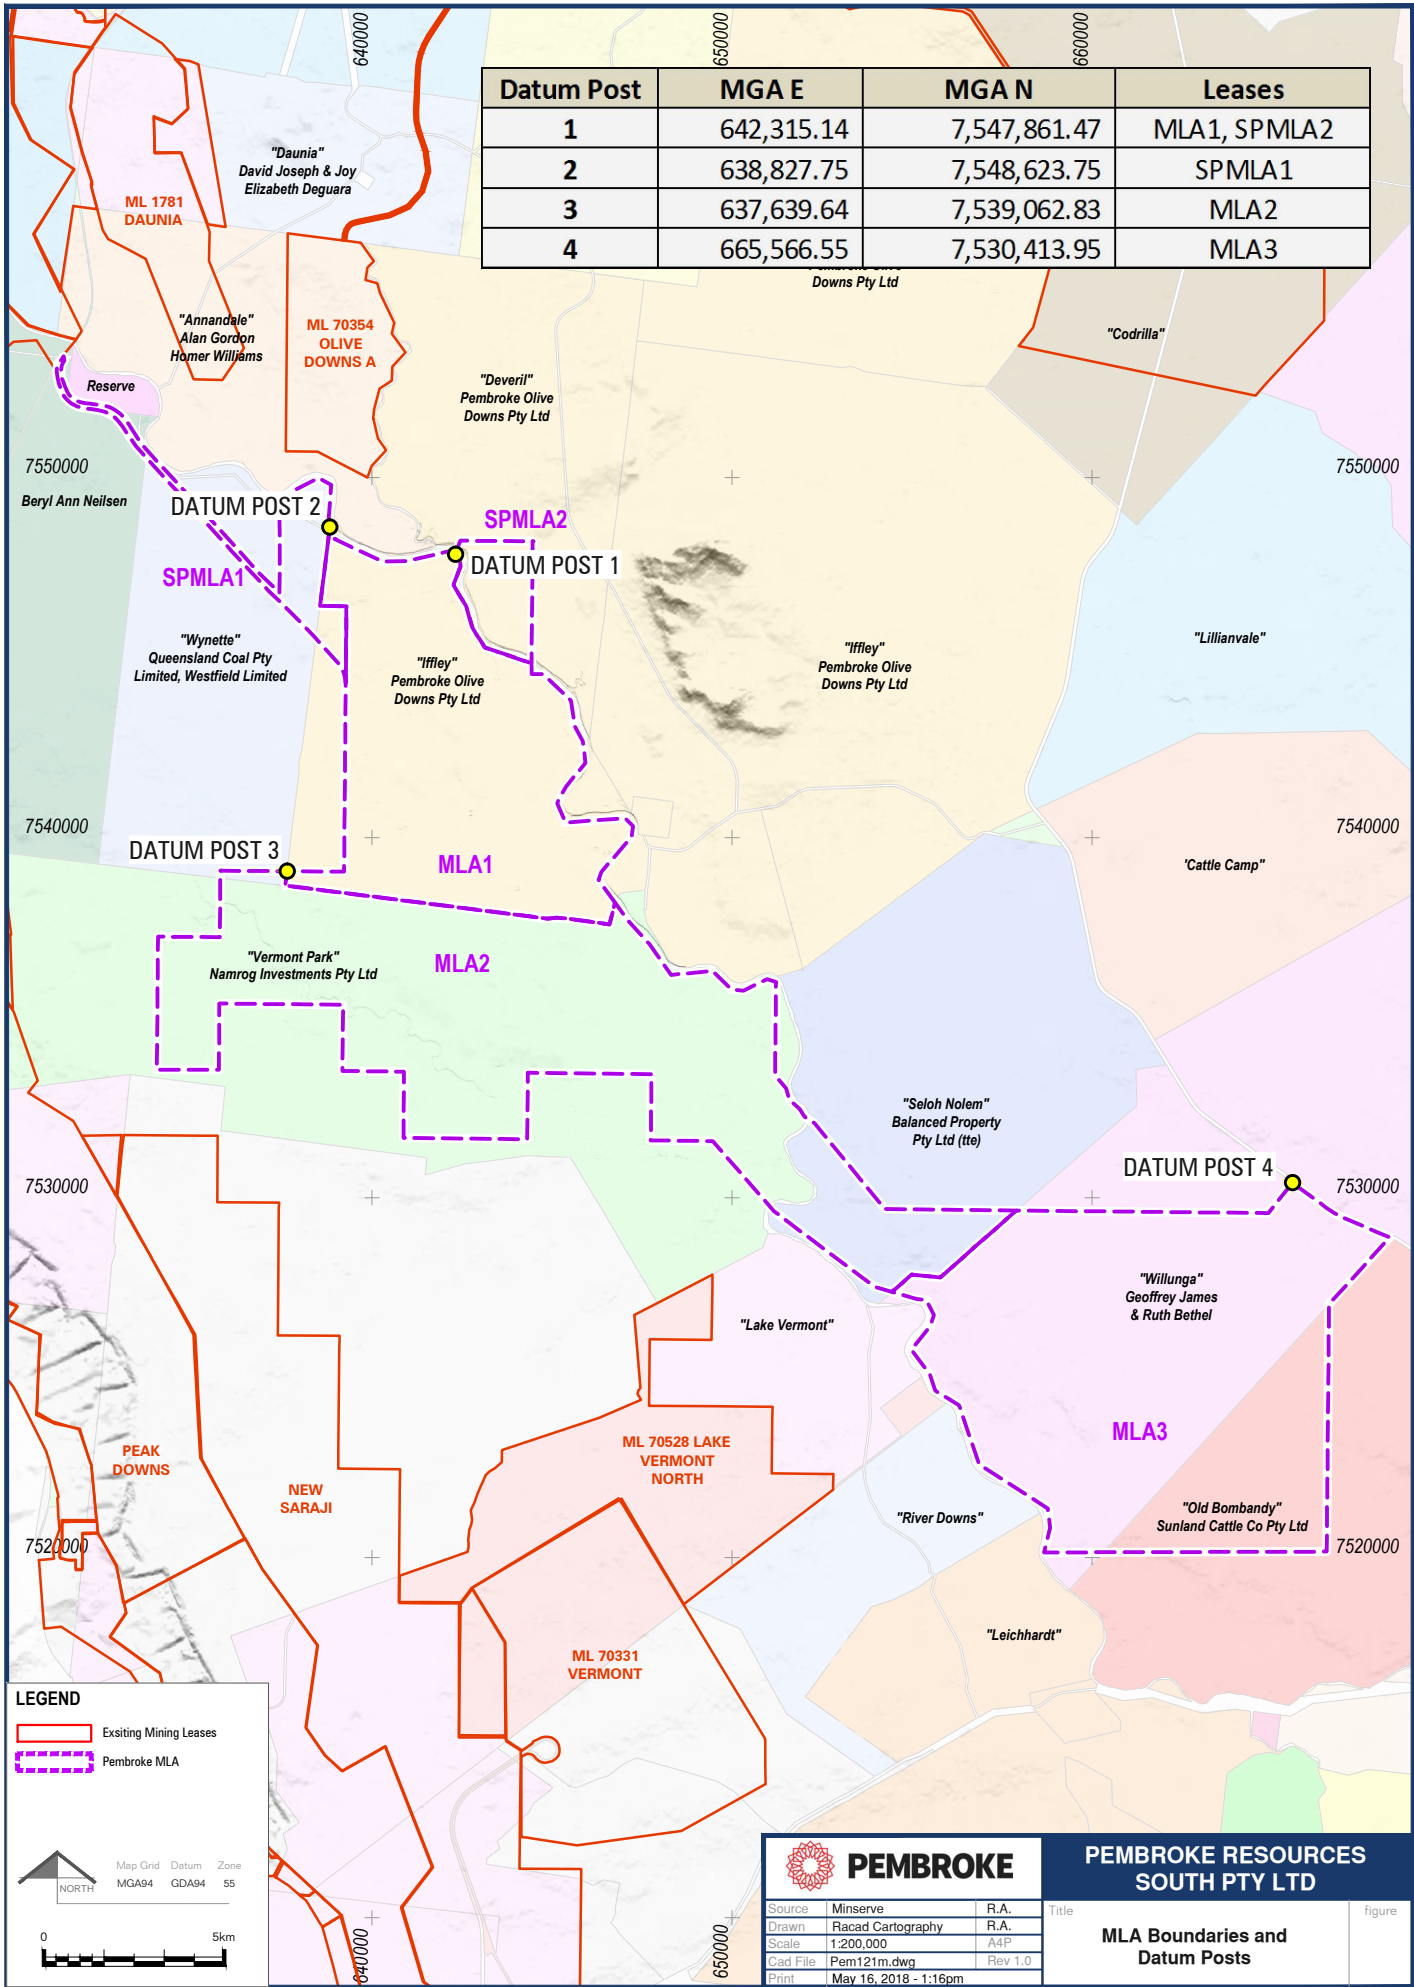 640000
650000
660000
Datum Post MGA E MGA N Leases
1 642,315.14 7,547,861.47 MLA1, SPMLA2
2 638,827.75 7,548,623.75 SPMLA1
3 637,639.64 7,539,062.83 MLA2
4 665,566.55 7,530,413.95 MLA3
"Daunia"
David Joseph & Joy
Elizabeth Deguara
ML 1781
DAUNIA
Downs Pty Ltd
"Annandale"
Alan Gordon
Homer Williams
ML 70354
OLIVE
DOWNS A
"Codrilla"
Reserve
"Deveril"
Pembroke Olive
Downs Pty Ltd
7550000
7550000
Beryl Ann Neilsen
DATUM POST 2
SPMLA2
DATUM POST 1
SPMLA1
"Wynette"
Queensland Coal Pty
Limited, Westfield Limited
"Iffley"
Pembroke Olive
Downs Pty Ltd
"Iffley"
Pembroke Olive
Downs Pty Ltd
"Lillianvale"
7540000
7540000
DATUM POST 3
MLA1
'Cattle Camp"
"Vermont Park"
Namrog Investments Pty Ltd
MLA2
"Seloh Nolem"
Balanced Property
Pty Ltd (tte)
DATUM POST 4
7530000
7530000
"Willunga"
Geoffrey James
& Ruth Bethel
"Lake Vermont"
MLA3
PEAK
DOWNS
NEW
SARAJI
ML 70528 LAKE
VERMONT
NORTH
"River Downs"
"Old Bombandy"
Sunland Cattle Co Pty Ltd
7520000
7520000
"Leichhardt"
ML 70331
VERMONT
LEGEND
Exsiting Mining Leases
Pembroke MLA
NORTH
Map Grid Datum Zone
MGA94 GDA94 55
0 5km
640000
650000
PEMBROKE
PEMBROKE RESOURCES
SOUTH PTY LTD
Source Minserve R.A.
Drawn Racad Cartography R.A.
Scale 1:200,000 A4P
Cad File Pem121m.dwg Rev 1.0
Print May 16, 2018 - 1:16pm
Title
MLA Boundaries and
Datum Posts
figure